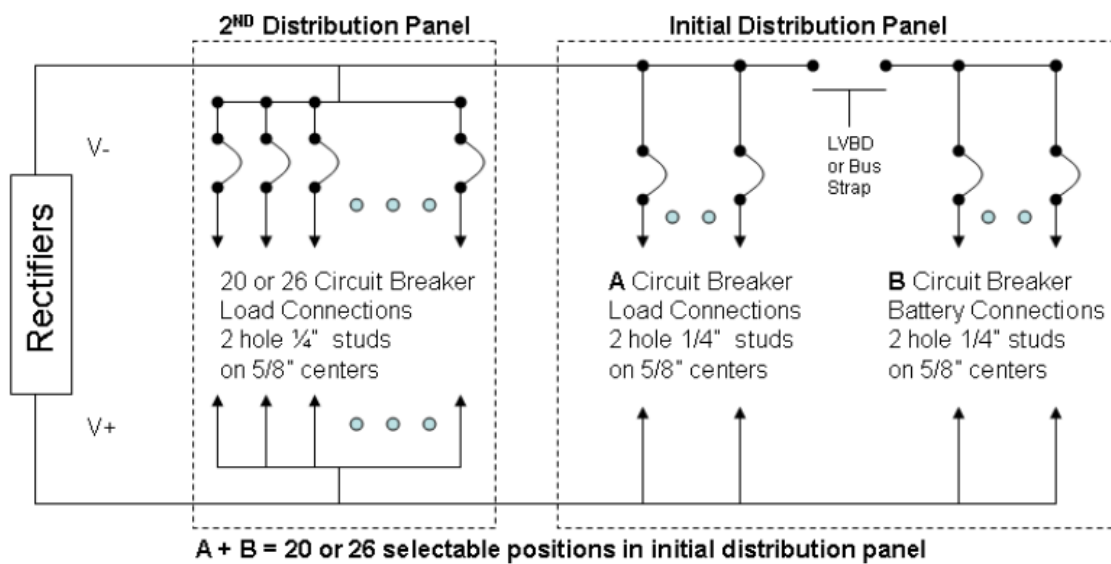 2ND Distribution Panel
Initial Distribution Panel
V-
Rectifiers
V+
LVBD
or Bus
Strap
20 or 26 Circuit Breaker
Load Connections
2 hole ¼" studs
on 5/8" centers
A Circuit Breaker
Load Connections
2 hole 1/4" studs
on 5/8" centers
B Circuit Breaker
Battery Connections
2 hole 1/4" studs
on 5/8" centers
A + B = 20 or 26 selectable positions in initial distribution panel